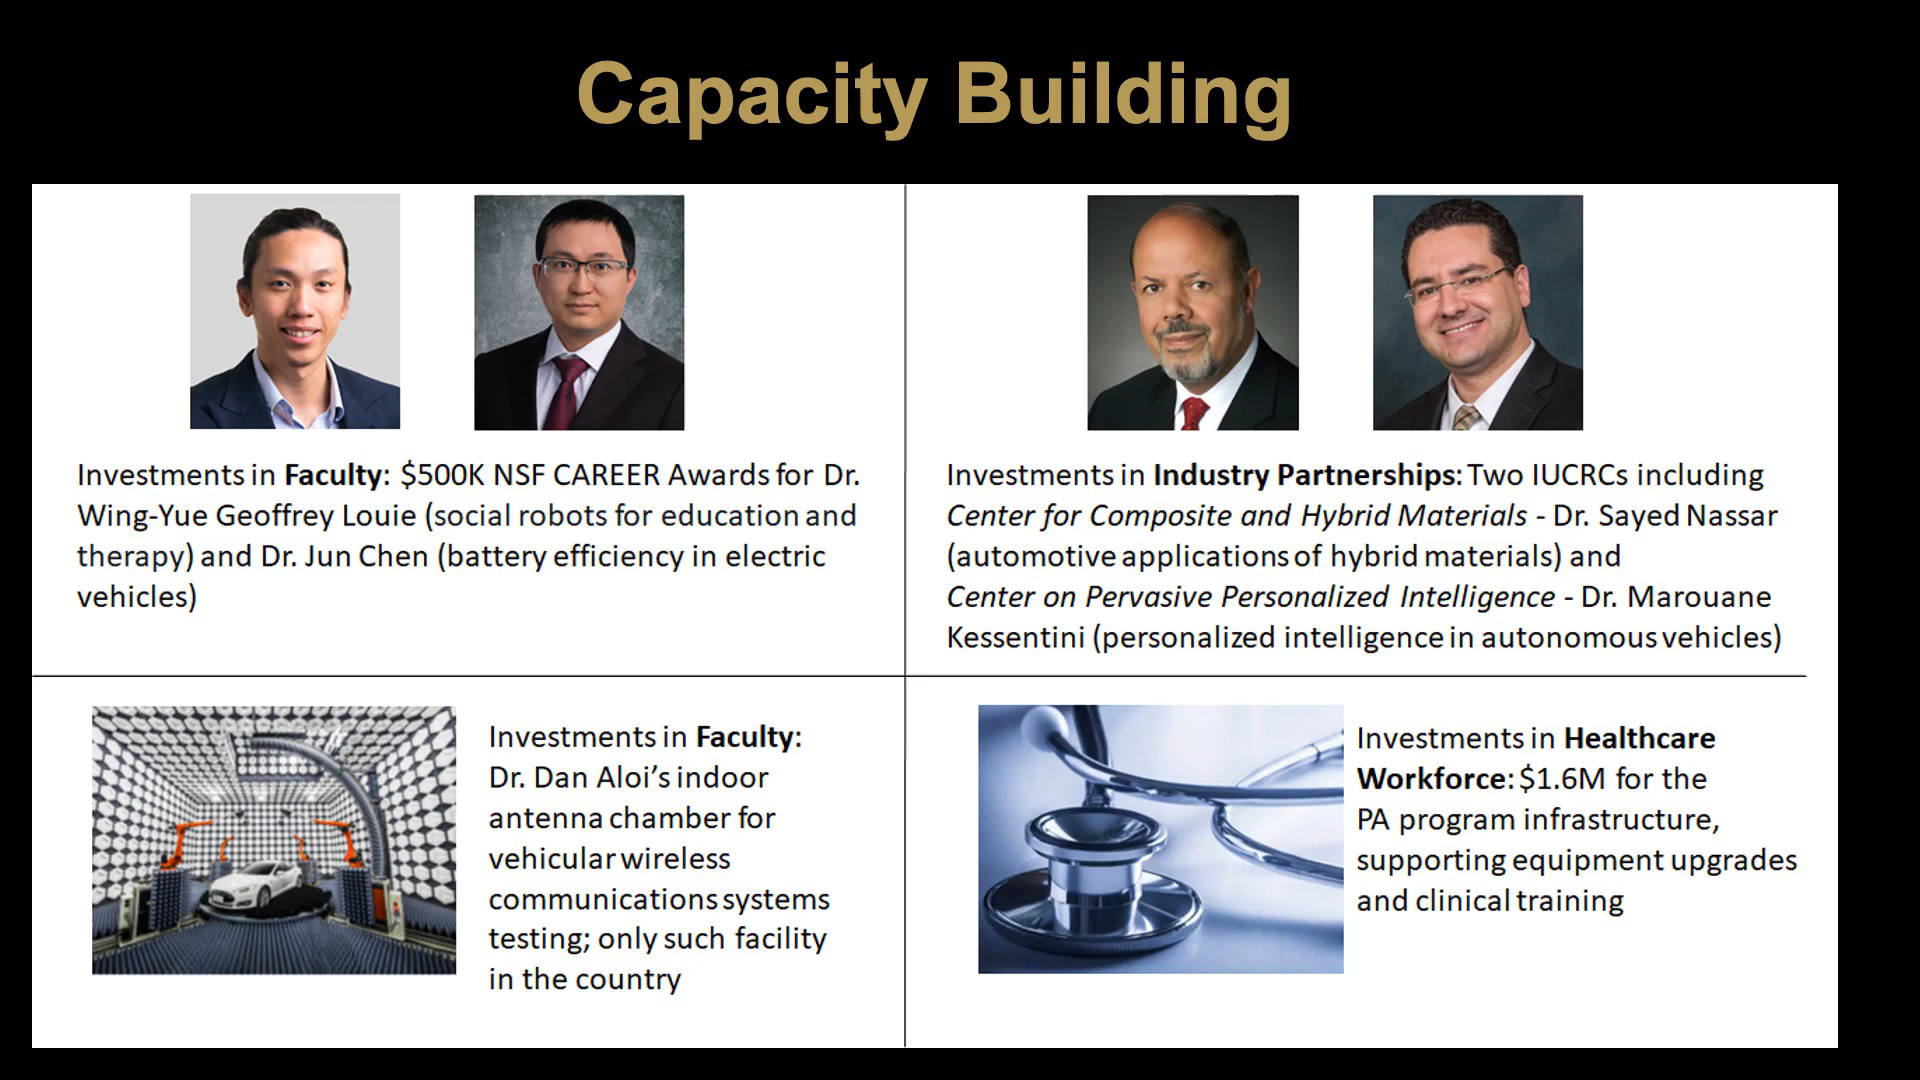 Capacity Building
Investments in Faculty: $500K NSF CAREER Awards for Dr.
Wing-Yue Geoffrey Louie (social robots for education and
therapy) and Dr. Jun Chen (battery efficiency in electric
vehicles)
Investments in Industry Partnerships: Two IUCRCs including
Center for Composite and Hybrid Materials - Dr. Sayed Nassar
(automotive applications of hybrid materials) and
Center on Pervasive Personalized Intelligence - Dr. Marouane
Kessentini (personalized intelligence in autonomous vehicles)
Investments in Faculty:
Dr. Dan Aloi’s indoor
antenna chamber for
vehicular wireless
communications systems
testing; only such facility
in the country
Investments in Healthcare
Workforce: $1.6M for the
PA program infrastructure,
supporting equipment upgrades
and clinical training